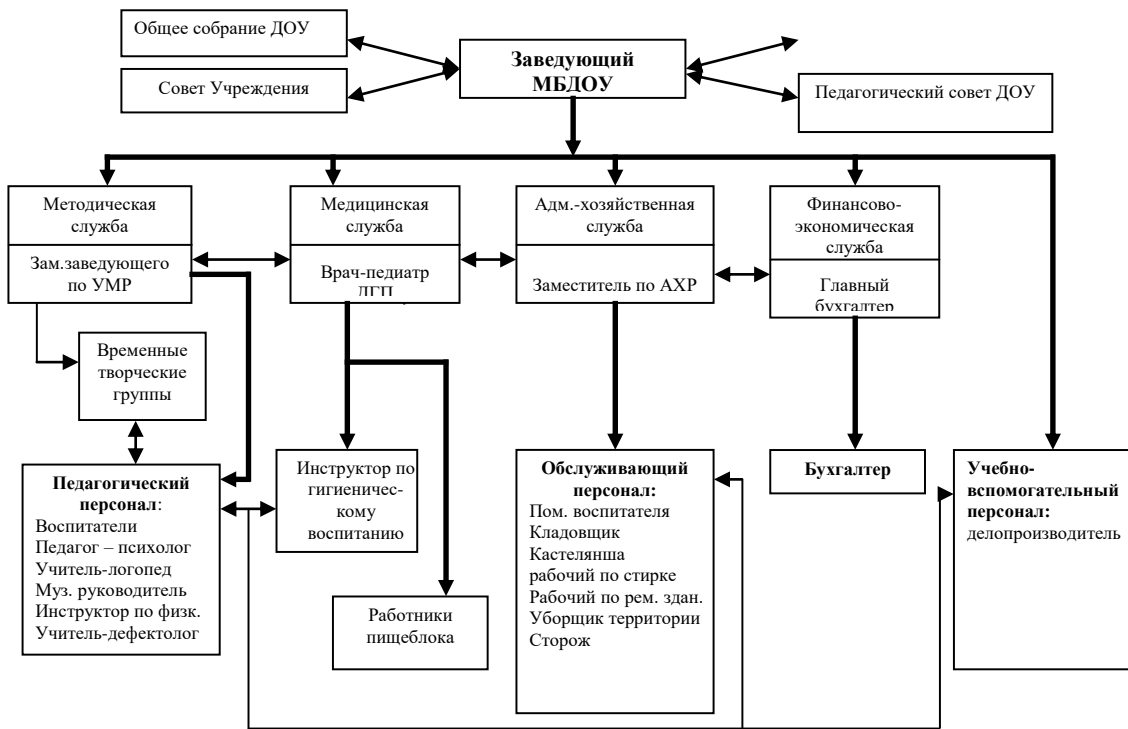 Общее собрание ДОУ
Совет Учреждения
Заведующий
МБДОУ
Педагогический совет ДОУ
Методическая
служба
Зам.заведующего
по УМР
Медицинская
служба
Врач-педиатр
ДГП
Адм.-хозяйственная
служба
Заместитель по АХР
Финансово-
экономическая
служба
Главный
бухгалтер
Временные
творческие
группы
Педагогический
персонал:
Воспитатели
Педагог – психолог
Учитель-логопед
Муз. руководитель
Инструктор по физк.
Учитель-дефектолог
Инструктор по
гигиеничес-
кому
воспитанию
Работники
пищеблока
Обслуживающий
персонал:
Пом. воспитателя
Кладовщик
Кастелянша
рабочий по стирке
Рабочий по рем. здан.
Уборщик территории
Сторож
Бухгалтер
Учебно-
вспомогательный
персонал:
делопроизводитель